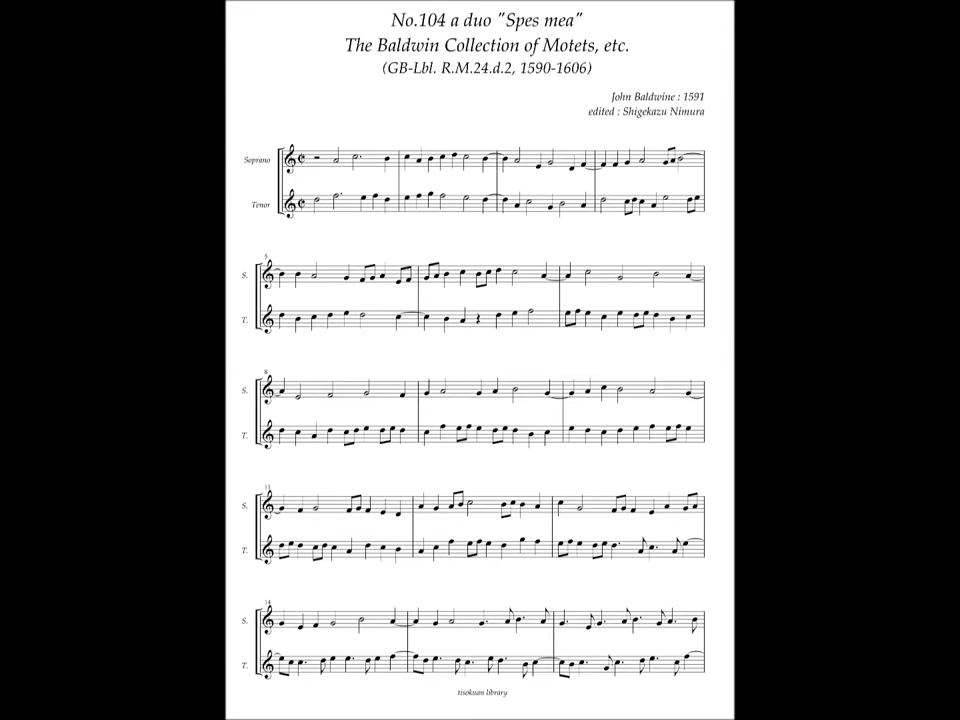 No.104 a duo "Spes mea"
The Baldwin Collection of Motets, etc.
(GB-Lbl. R.M.24.d.2, 1590-1606)
John Baldwine : 1591
edited : Shigekazu Nimura
Soprano
Tenor
5
S.
T.
8
S.
T.
11
S.
T.
14
S.
T.
tisokuan library